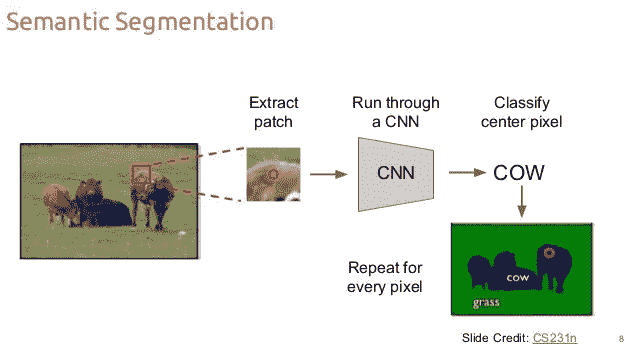 Semantic Segmentation
Extract
patch
Run through
a CNN
Classify
center pixel
CNN
COW
Repeat for
every pixel
cow
grass
Slide Credit: CS231n
8